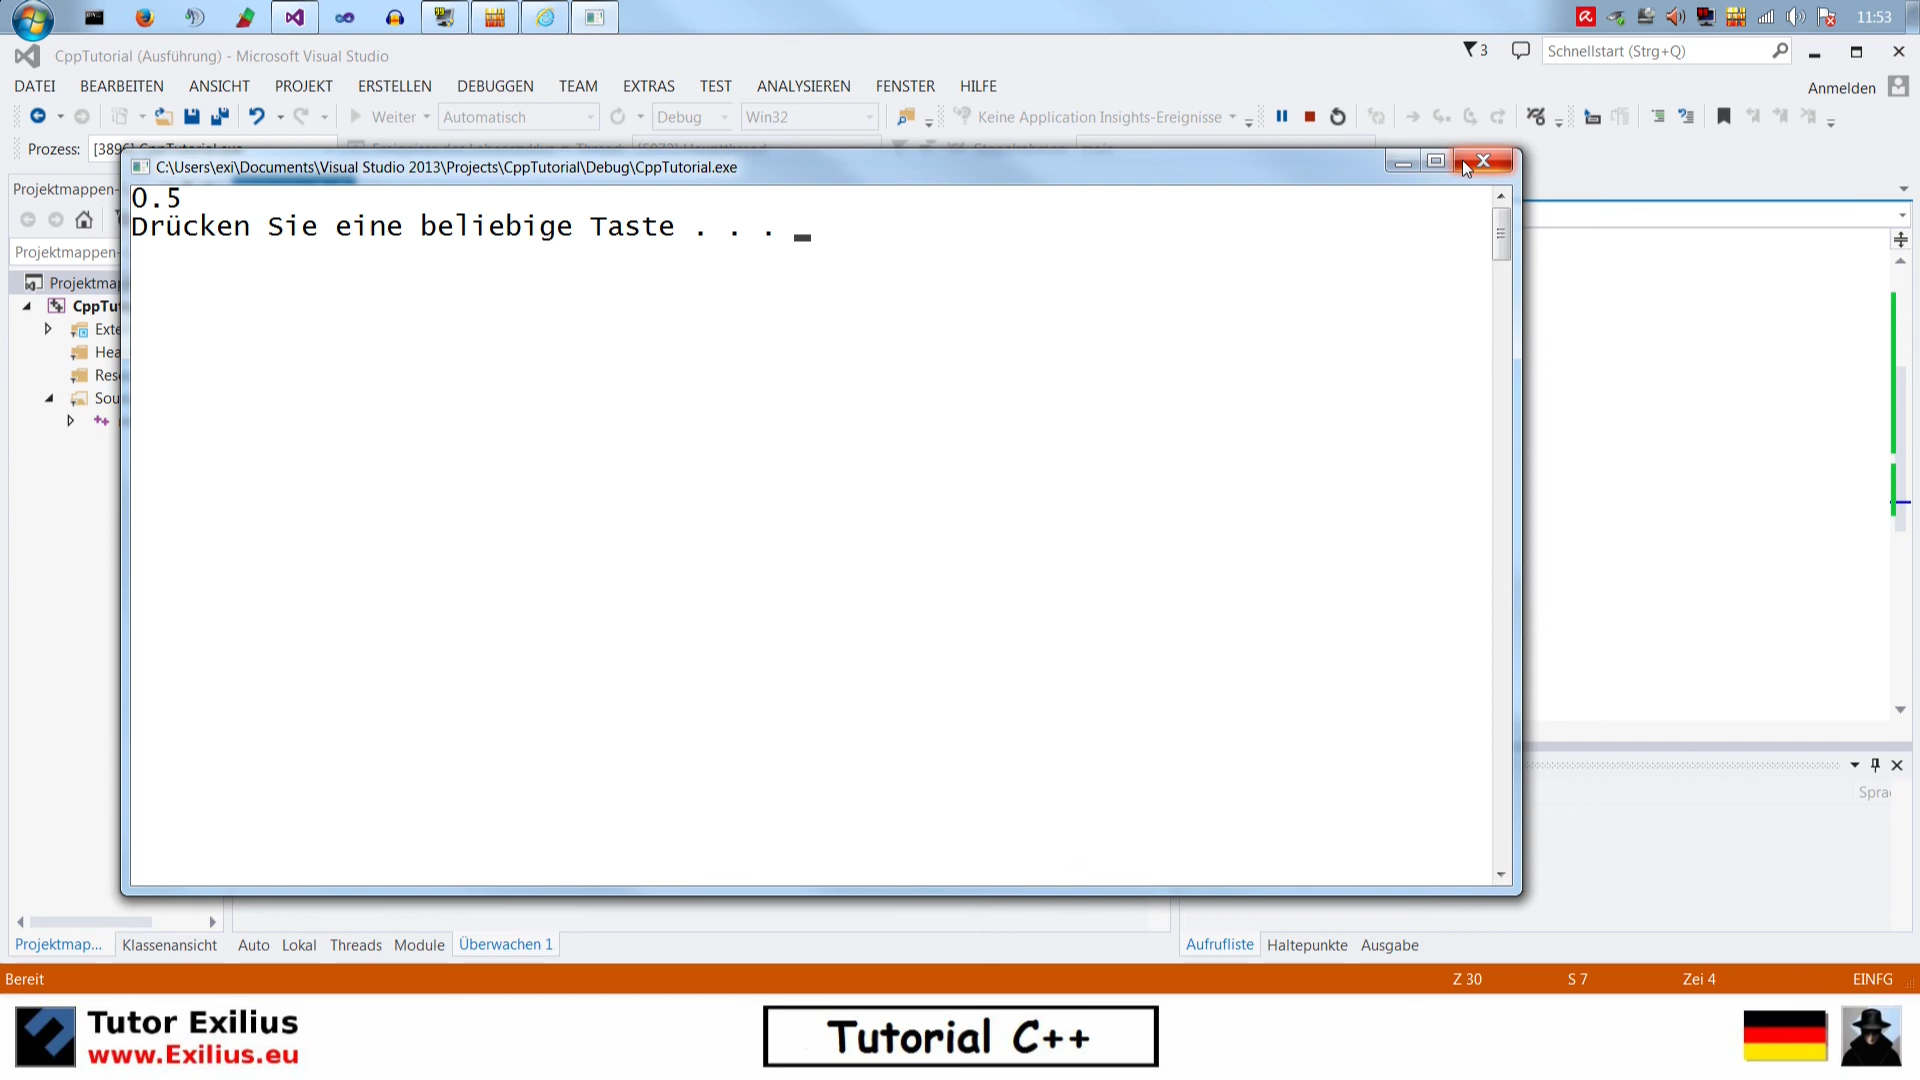 11:53
CppTutorial (Ausführung) - Microsoft Visual Studio
3
Schnellstart (Strg+Q)
DATEI BEARBEITEN ANSICHT PROJEKT ERSTELLEN DEBUGGEN TEAM EXTRAS TEST ANALYSIEREN FENSTER HILFE
Anmelden
Weiter Automatisch Debug Win32 Keine Application Insights-Ereignisse
Prozess:
C:\Users\exi\Documents\Visual Studio 2013\Projects\CppTutorial\Debug\CppTutorial.exe
Projektmappen-
0.5
Drücken Sie eine beliebige Taste . . . _
Projektmappen-
Projektma
CppTut
Exte
Hea
Res
Sou
Sprac
Projektmap... Klassenansicht Auto Lokal Threads Module Überwachen 1 Aufrufliste Haltepunkte Ausgabe
Bereit Z 30 S 7 Zei 4 EINFG
Tutor Exilius
www.Exilius.eu
Tutorial C++